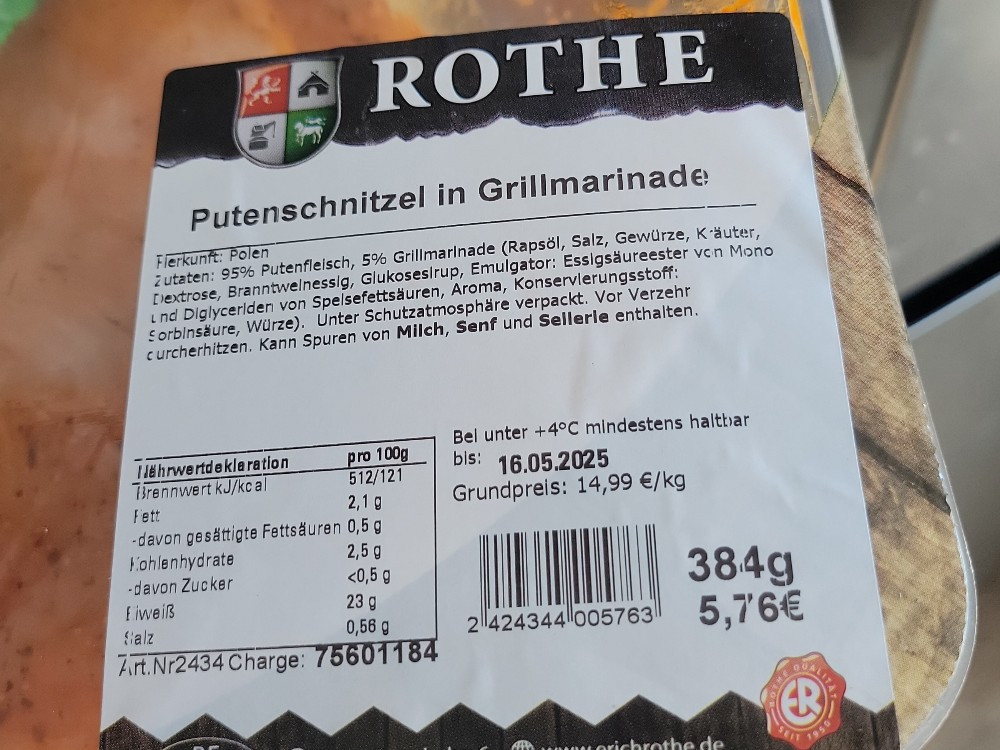 ROTHE
Putenschnitzel in Grillmarinade
Herkunft: Polen
Zutaten: 95% Putenfleisch, 5% Grillmarinade (Rapsöl, Salz, Gewürze, Kräuter,
Dextrose, Branntweinessig, Glukosesirup, Emulgator: Essigsäureester von Mono
und Diglyceriden von Speisefettsäuren, Aroma, Konservierungsstoff:
Sorbinsäure, Würze). Unter Schutzatmosphäre verpackt. Vor Verzehr
durcherhitzen. Kann Spuren von Milch, Senf und Sellerie enthalten.
Nährwertdeklaration pro 100g
Brennwert kJ/kcal 512/121
Fett 2,1 g
-davon gesättigte Fettsäuren 0,5 g
Kohlenhydrate 2,5 g
-davon Zucker <0,5 g
Eiweiß 23 g
Salz 0,56 g
Art.Nr2434 Charge: 75601184
Bei unter +4°C mindestens haltbar
bis: 16.05.2025
Grundpreis: 14,99 €/kg
384g
5,76€
2 424344 005763
ROTHE QUALITÄT
ER
SEIT 1960
www.erichrothe.de